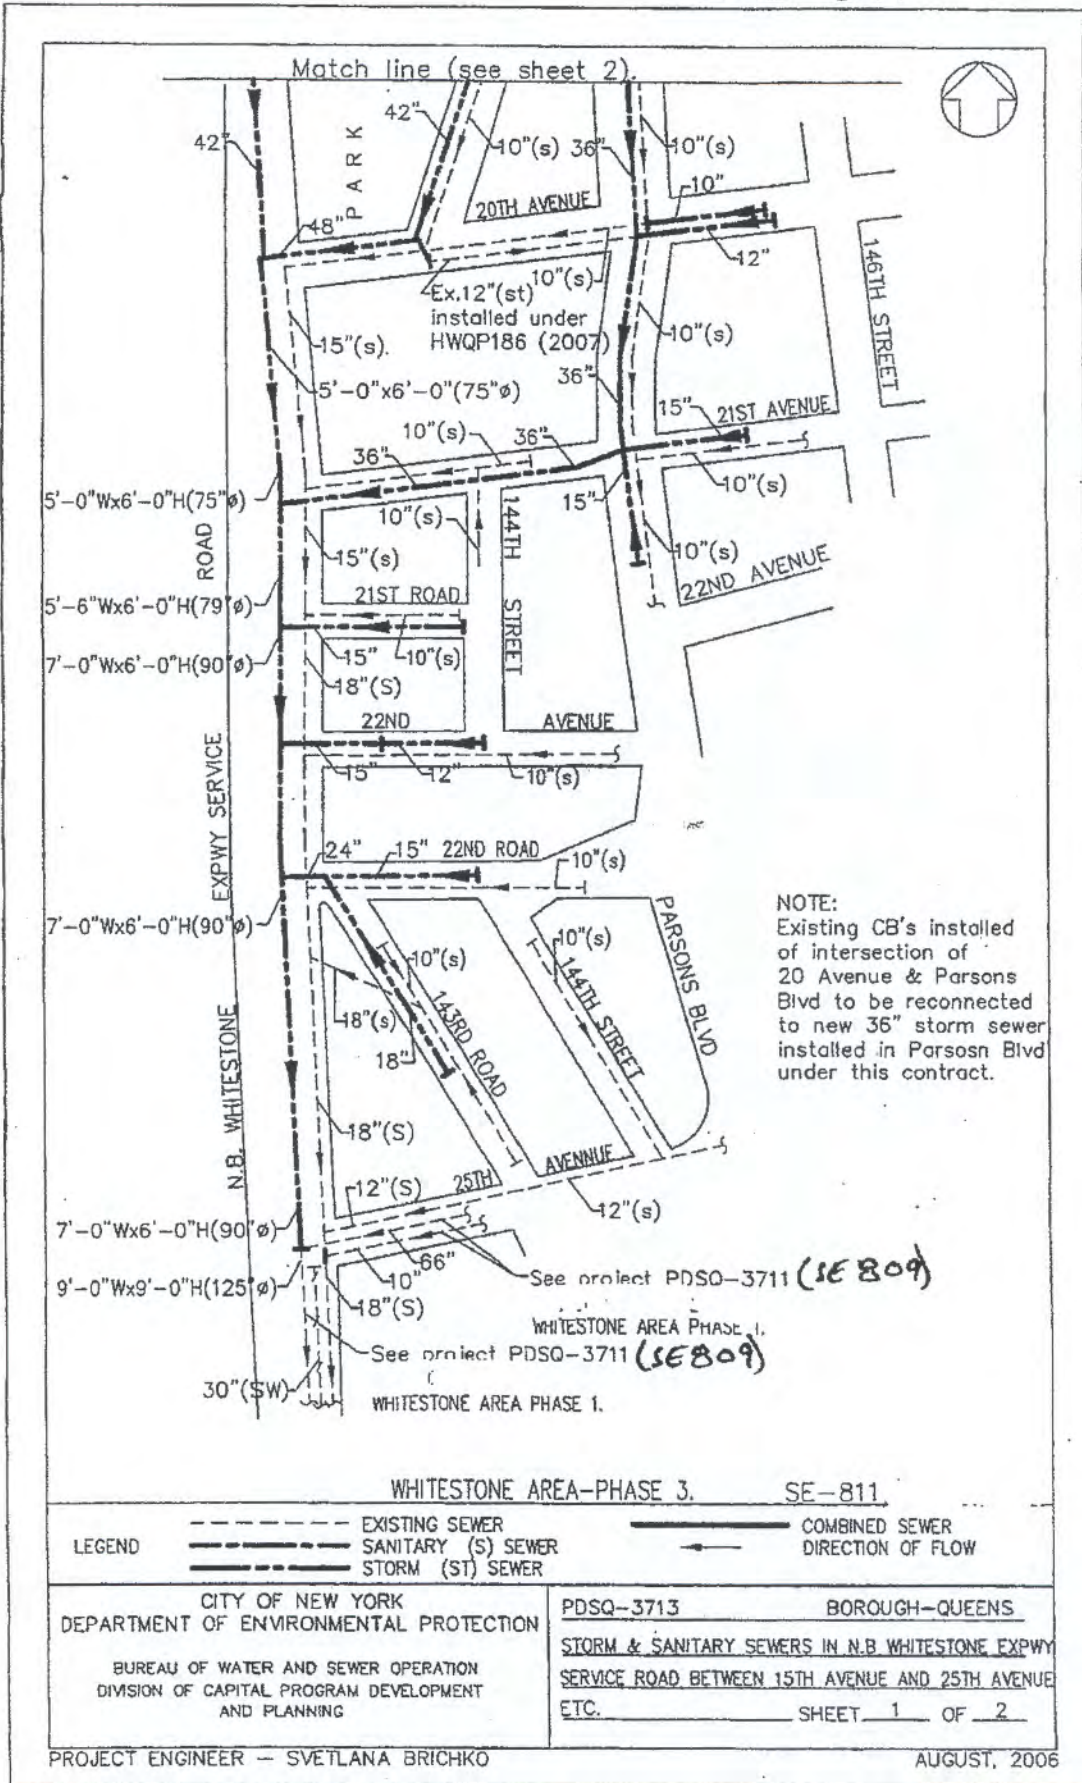 Match line (see sheet 2).
42"
PARK
42"
10"(s)
36"
10"(s)
20TH AVENUE
10"
48"
12"
146TH STREET
Ex.12"(st)
installed under
HWQP186 (2007)
10"(s)
15"(s).
10"(s)
36"
5'-0"x6'-0"(75"ø)
15"
21ST AVENUE
10"(s)
36"
36"
10"(s)
5'-0"Wx6'-0"H(75"ø)
10"(s)
144TH STREET
15"
15"(s)
10"(s)
22ND AVENUE
5'-6"Wx6'-0"H(79"ø)
21ST ROAD
15"
10"(s)
7'-0"Wx6'-0"H(90"ø)
18"(S)
22ND AVENUE
15"
12"
10"(s)
N.B. WHITESTONE EXPWY SERVICE ROAD
24"
15"
22ND ROAD
10"(s)
7'-0"Wx6'-0"H(90"ø)
PARSONS BLVD
NOTE:
Existing CB's installed
of intersection of
20 Avenue & Parsons
Blvd to be reconnected
to new 36" storm sewer
installed in Parsosn Blvd
under this contract.
10"(s)
10"(s)
143RD ROAD
144TH STREET
18"(s)
18"
18"(S)
25TH AVENNUE
12"(S)
12"(s)
7'-0"Wx6'-0"H(90"ø)
66"
10"
9'-0"Wx9'-0"H(125"ø)
18"(S)
See project PDSQ-3711 (SE 809)
WHITESTONE AREA PHASE 1.
See project PDSQ-3711 (SE809)
30"(SW)
WHITESTONE AREA PHASE 1.
WHITESTONE AREA-PHASE 3. SE-811
LEGEND
EXISTING SEWER
SANITARY (S) SEWER
STORM (ST) SEWER
COMBINED SEWER
DIRECTION OF FLOW
CITY OF NEW YORK
DEPARTMENT OF ENVIRONMENTAL PROTECTION
BUREAU OF WATER AND SEWER OPERATION
DIVISION OF CAPITAL PROGRAM DEVELOPMENT
AND PLANNING
PDSQ-3713 BOROUGH-QUEENS
STORM & SANITARY SEWERS IN N.B WHITESTONE EXPWY
SERVICE ROAD BETWEEN 15TH AVENUE AND 25TH AVENUE
ETC. SHEET 1 OF 2
PROJECT ENGINEER - SVETLANA BRICHKO
AUGUST, 2006